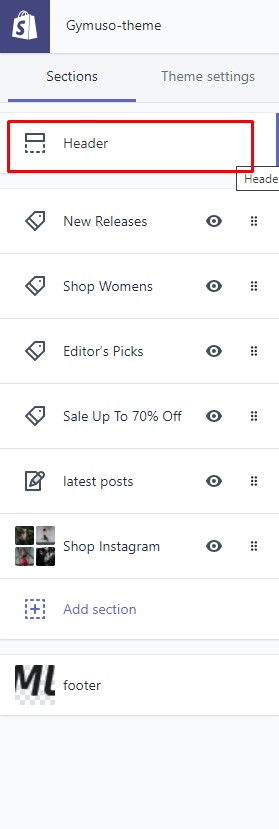 Gymuso-theme
Sections Theme settings
Header
Heade
New Releases
Shop Womens
Editor's Picks
Sale Up To 70% Off
latest posts
Shop Instagram
Add section
footer